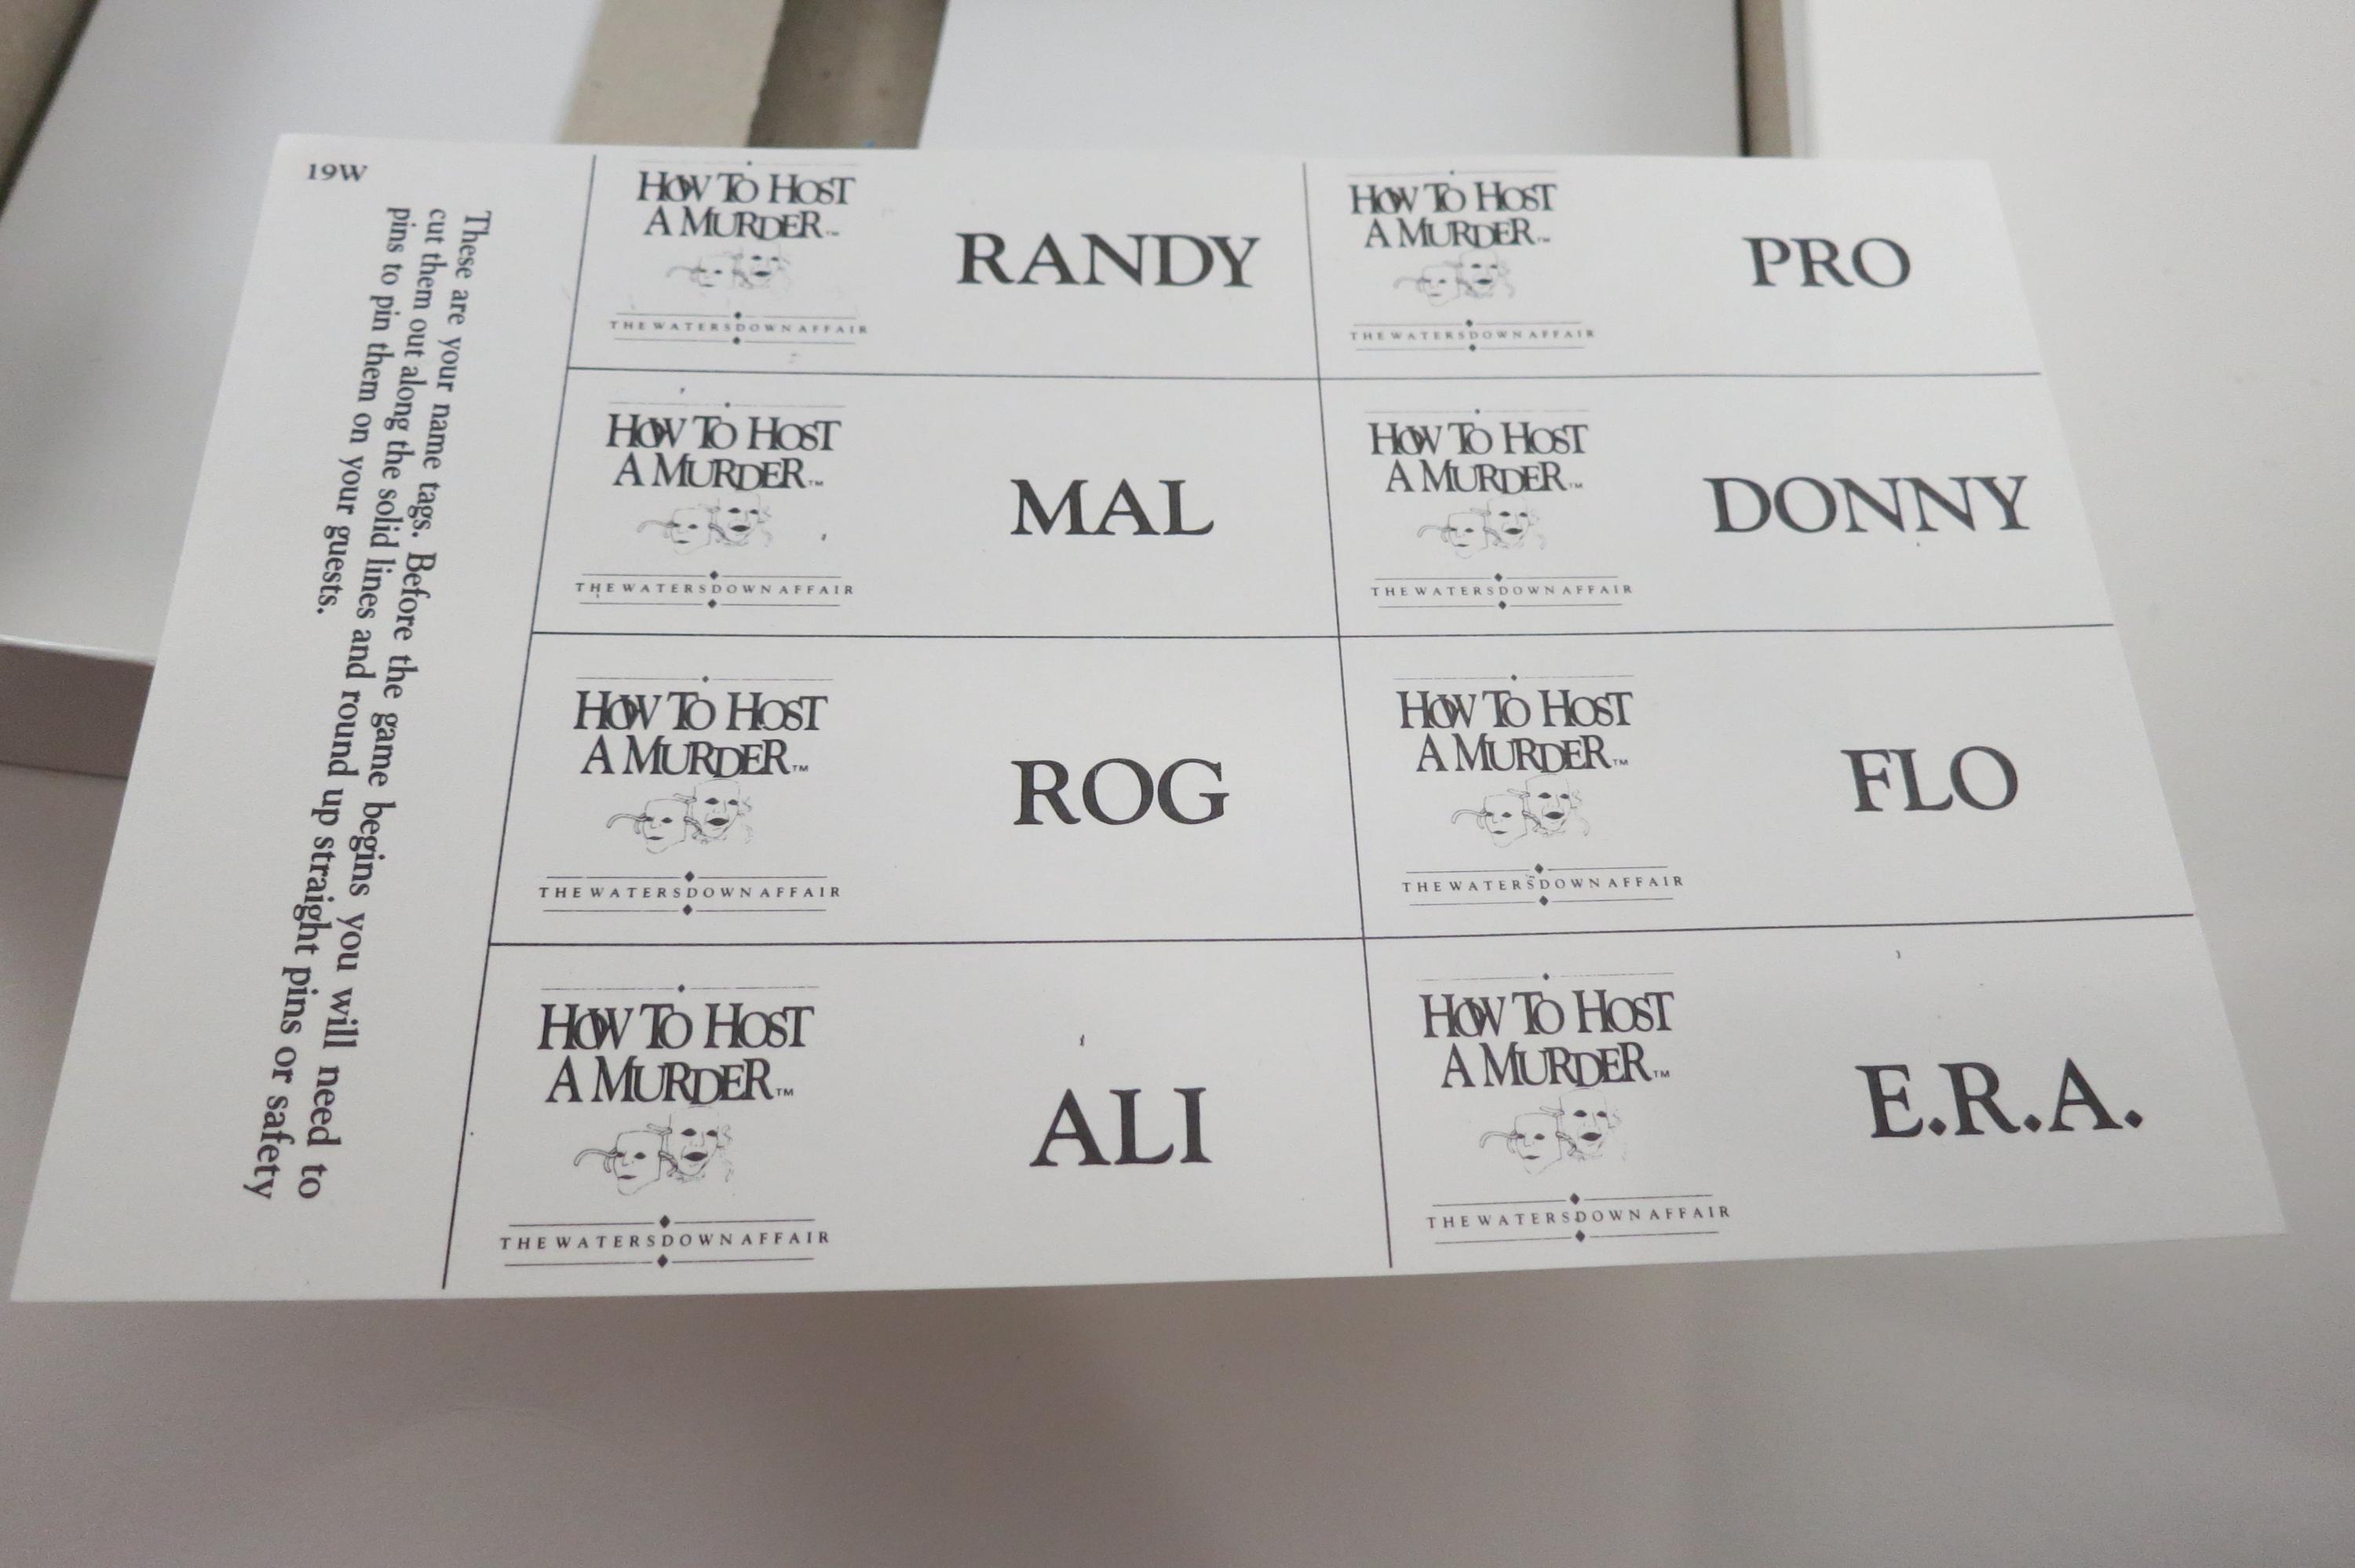 19W
These are your name tags. Before the game begins you will need to
cut them out along the solid lines and round up straight pins or safety
pins to pin them on your guests.
HOW TO HOST
A MURDER™
THE WATERSDOWN AFFAIR
RANDY
HOW TO HOST
A MURDER™
THE WATERSDOWN AFFAIR
PRO
HOW TO HOST
A MURDER™
THE WATERSDOWN AFFAIR
MAL
HOW TO HOST
A MURDER™
THE WATERSDOWN AFFAIR
DONNY
HOW TO HOST
A MURDER™
THE WATERSDOWN AFFAIR
ROG
HOW TO HOST
A MURDER™
THE WATERSDOWN AFFAIR
FLO
HOW TO HOST
A MURDER™
THE WATERSDOWN AFFAIR
ALI
HOW TO HOST
A MURDER™
THE WATERSDOWN AFFAIR
E.R.A.